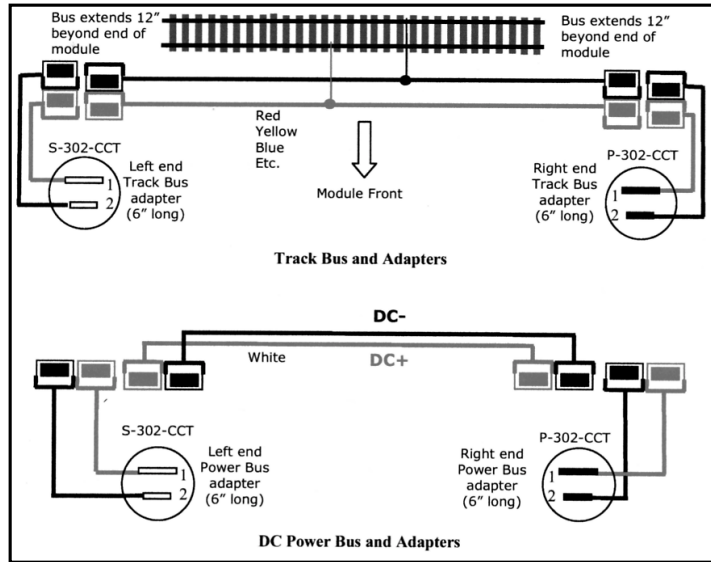 Bus extends 12”
beyond end of
module
Bus extends 12”
beyond end of
module
Red
Yellow
Blue
Etc.
S-302-CCT
1
2
Left end
Track Bus
adapter
(6” long)
Module Front
Right end
Track Bus
adapter
(6” long)
P-302-CCT
1
2
Track Bus and Adapters
DC-
White
DC+
S-302-CCT
1
2
Left end
Power Bus
adapter
(6” long)
Right end
Power Bus
adapter
(6” long)
P-302-CCT
1
2
DC Power Bus and Adapters